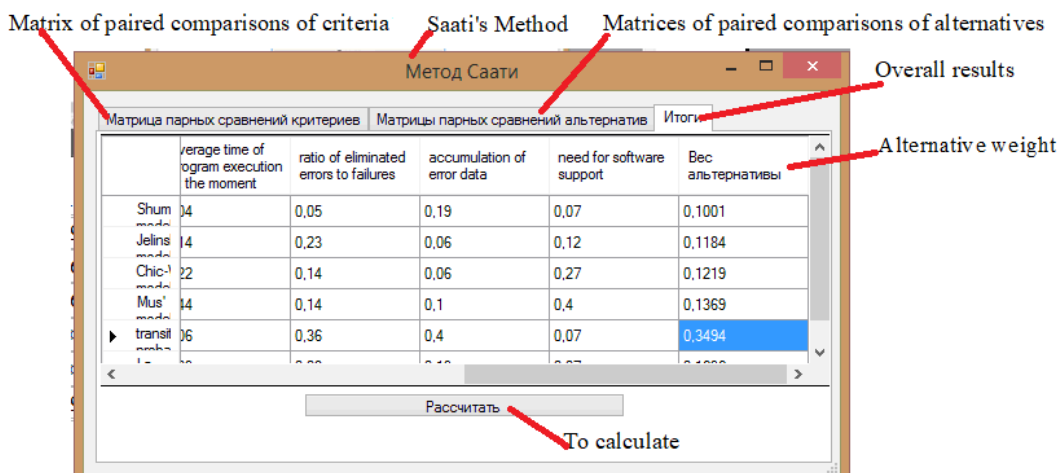 Matrix of paired comparisons of criteria
Saati's Method
Matrices of paired comparisons of alternatives
Метод Саати
Overall results
Матрица парных сравнений критериев
Матрицы парных сравнений альтернатив
Итоги
verage time of
ogram execution
the moment
ratio of eliminated
errors to failures
accumulation of
error data
need for software
support
Вес
альтернативы
Alternative weight
Shum 04 0,05 0,19 0,07 0,1001
Jelins 14 0,23 0,06 0,12 0,1184
Chic- 22 0,14 0,06 0,27 0,1219
Mus' 44 0,14 0,1 0,4 0,1369
transit 06 0,36 0,4 0,07 0,3494
Рассчитать
To calculate